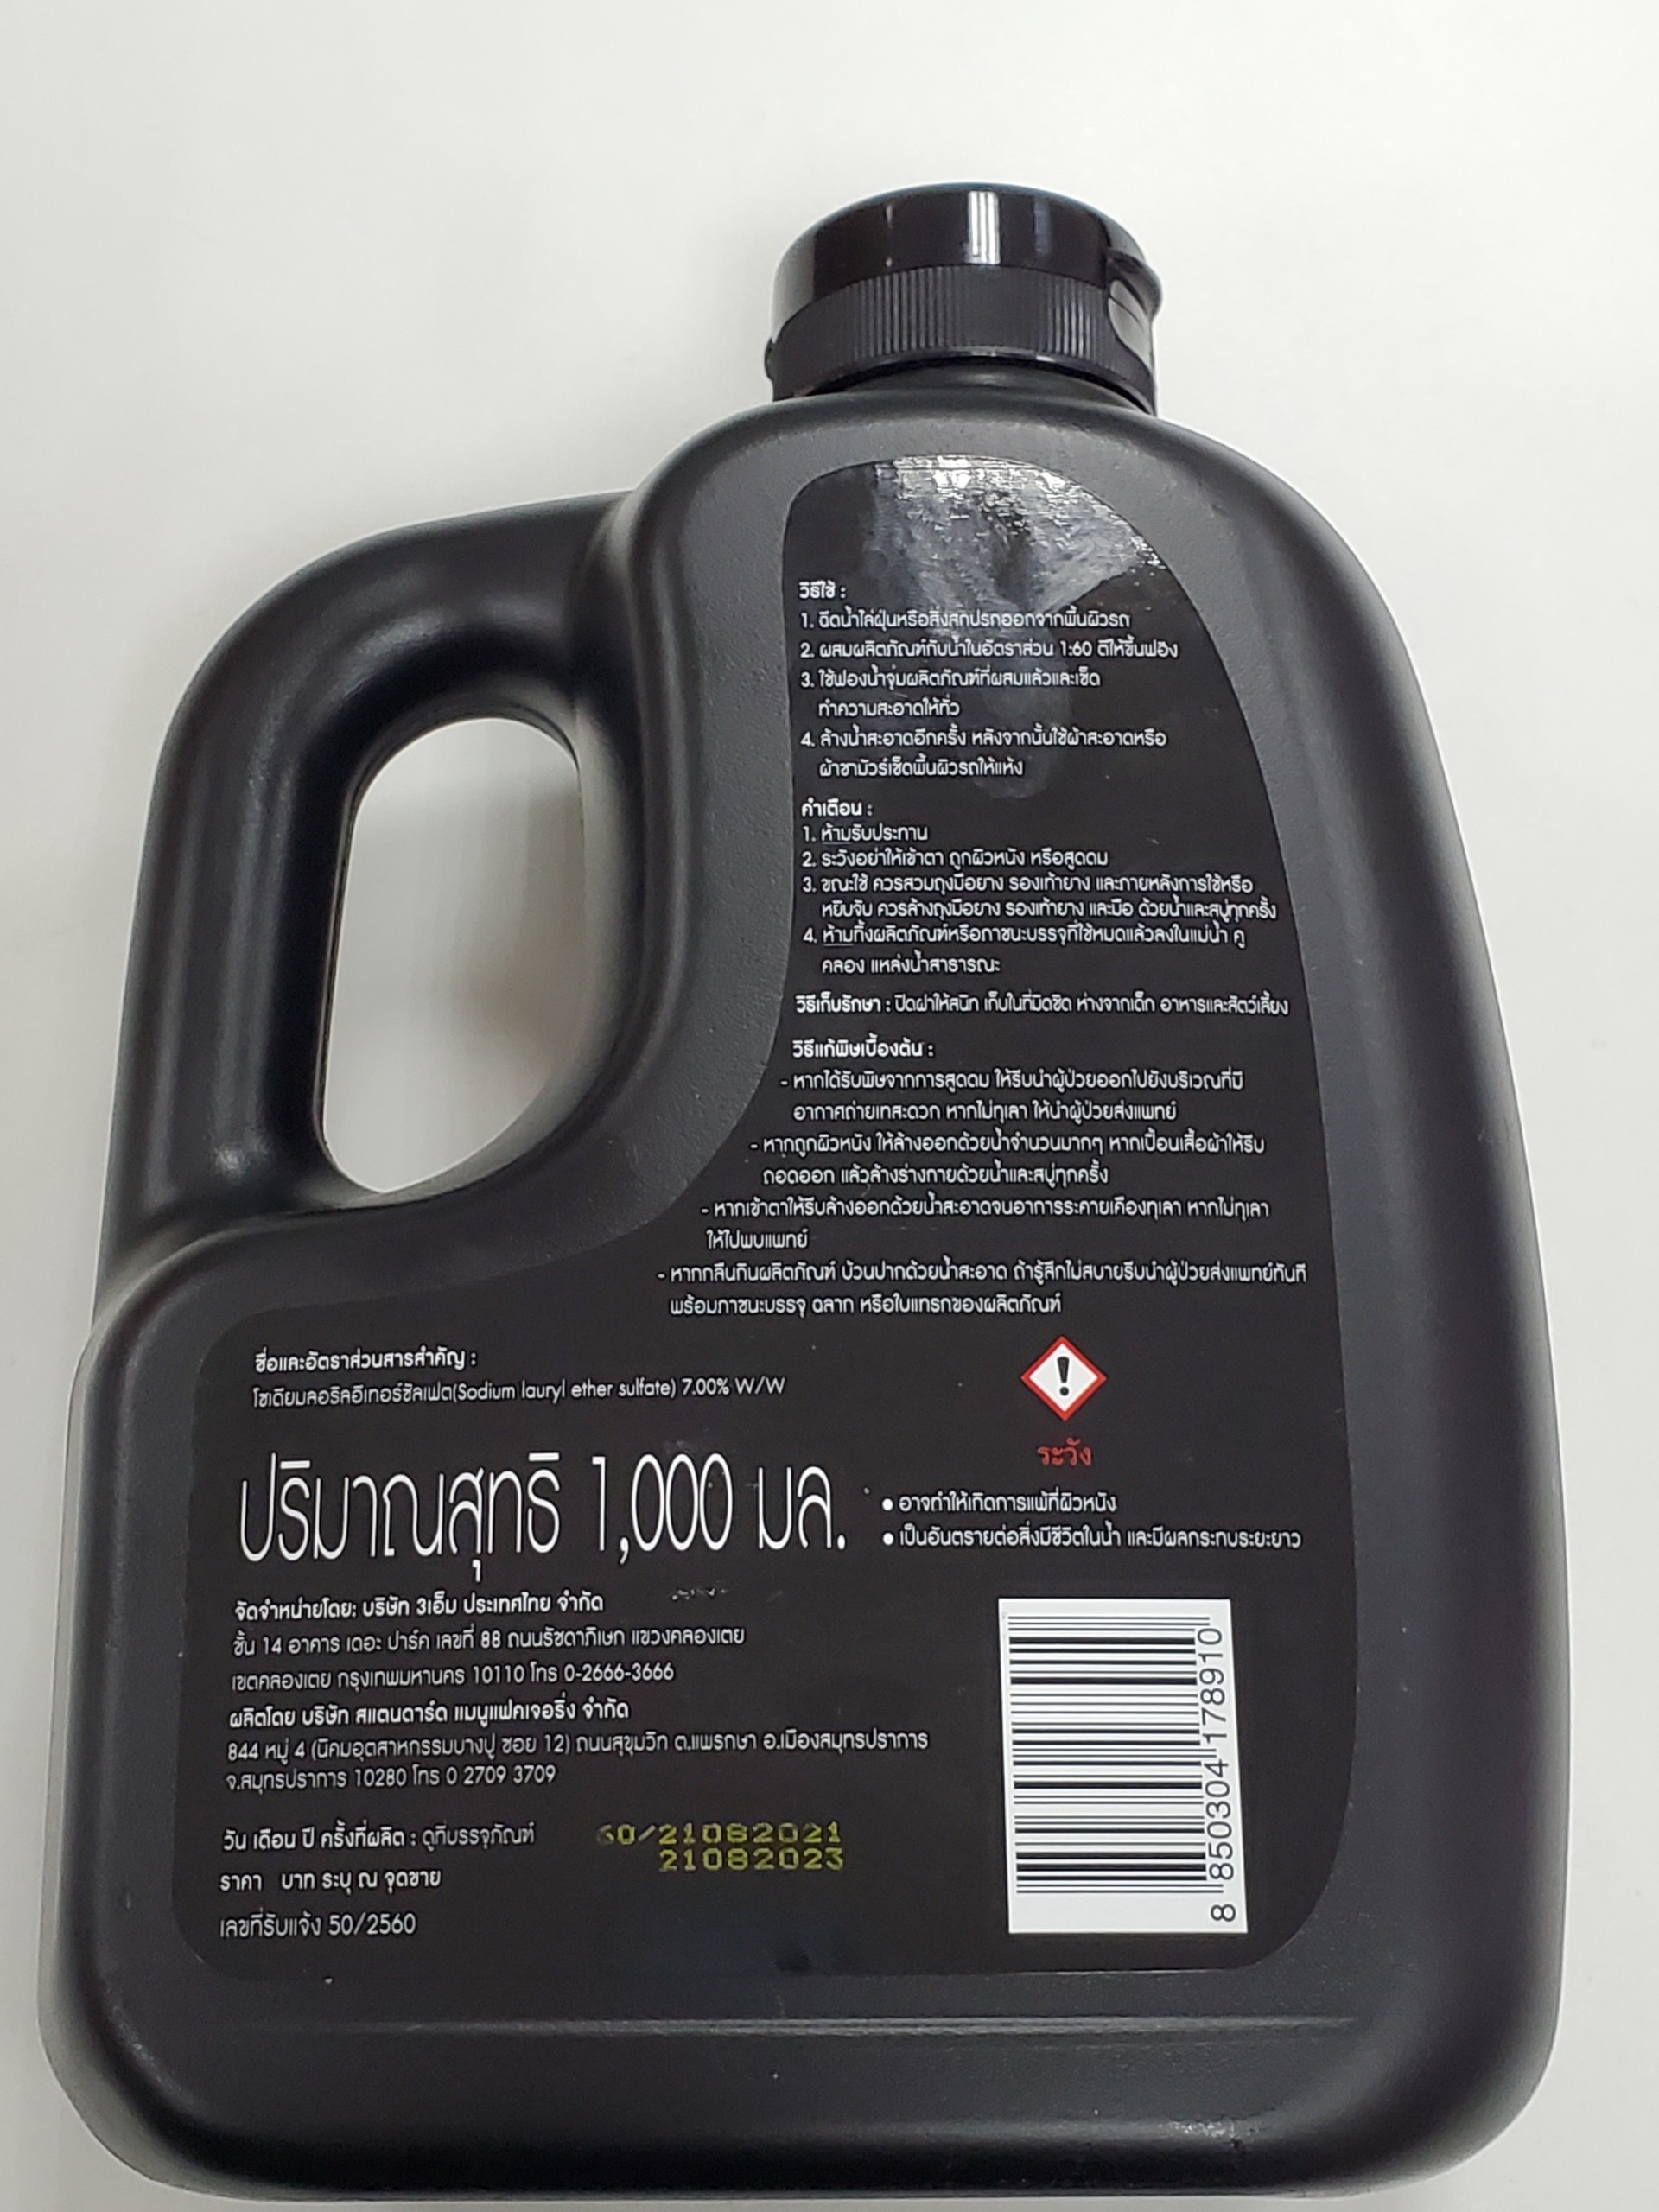 วิธีใช้ :
1. ฉีดน้ำไล่ฝุ่นหรือสิ่งสกปรกออกจากพื้นผิวรถ
2. ผสมผลิตภัณฑ์กับน้ำในอัตราส่วน 1:60 ตีให้ขึ้นฟอง
3. ใช้ฟองน้ำจุ่มผลิตภัณฑ์ที่ผสมแล้วและเช็ด
ทำความสะอาดให้ทั่ว
4. ล้างน้ำสะอาดอีกครั้ง หลังจากนั้นใช้ผ้าสะอาดหรือ
ผ้าชามัวร์เช็ดพื้นผิวรถให้แห้ง
คำเตือน :
1. ห้ามรับประทาน
2. ระวังอย่าให้เข้าตา ถูกผิวหนัง หรือสูดดม
3. ขณะใช้ ควรสวมถุงมือยาง รองเท้ายาง และภายหลังการใช้หรือ
หยิบจับ ควรล้างถุงมือยาง รองเท้ายาง และมือ ด้วยน้ำและสบู่ทุกครั้ง
4. ห้ามทิ้งผลิตภัณฑ์หรือภาชนะบรรจุที่ใช้หมดแล้วลงในแม่น้ำ คู
คลอง แหล่งน้ำสาธารณะ
วิธีเก็บรักษา : ปิดฝาให้สนิท เก็บในที่มิดชิด ห่างจากเด็ก อาหารและสัตว์เลี้ยง
วิธีแก้พิษเบื้องต้น :
- หากได้รับพิษจากการสูดดม ให้รีบนำผู้ป่วยออกไปยังบริเวณที่มี
อากาศถ่ายเทสะดวก หากไม่ทุเลา ให้นำผู้ป่วยส่งแพทย์
- หากถูกผิวหนัง ให้ล้างออกด้วยน้ำจำนวนมากๆ หากเปื้อนเสื้อผ้าให้รีบ
ถอดออก แล้วล้างร่างกายด้วยน้ำและสบู่ทุกครั้ง
- หากเข้าตาให้รีบล้างออกด้วยน้ำสะอาดจนอาการระคายเคืองทุเลา หากไม่ทุเลา
ให้ไปพบแพทย์
- หากกลืนกินผลิตภัณฑ์ บ้วนปากด้วยน้ำสะอาด ถ้ารู้สึกไม่สบายรีบนำผู้ป่วยส่งแพทย์ทันที
พร้อมภาชนะบรรจุ ฉลาก หรือใบแทรกของผลิตภัณฑ์
ชื่อและอัตราส่วนสารสำคัญ :
โซเดียมลอริลอีเทอร์ซัลเฟต(Sodium lauryl ether sulfate) 7.00% W/W
ระวัง
ปริมาณสุทธิ 1,000 มล.
• อาจทำให้เกิดการแพ้ที่ผิวหนัง
• เป็นอันตรายต่อสิ่งมีชีวิตในน้ำ และมีผลกระทบระยะยาว
จัดจำหน่ายโดย: บริษัท 3เอ็ม ประเทศไทย จำกัด
ชั้น 14 อาคาร เดอะ ปาร์ค เลขที่ 88 ถนนรัชดาภิเษก แขวงคลองเตย
เขตคลองเตย กรุงเทพมหานคร 10110 โทร 0-2666-3666
ผลิตโดย บริษัท สแตนดาร์ด แมนูแฟคเจอริ่ง จำกัด
844 หมู่ 4 (นิคมอุตสาหกรรมบางปู ซอย 12) ถนนสุขุมวิท ต.แพรกษา อ.เมืองสมุทรปราการ
จ.สมุทรปราการ 10280 โทร 0 2709 3709
วัน เดือน ปี ครั้งที่ผลิต : ดูที่บรรจุภัณฑ์
60/21082021
21082023
ราคา บาท ระบุ ณ จุดขาย
เลขที่รับแจ้ง 50/2560
8 850304 178910